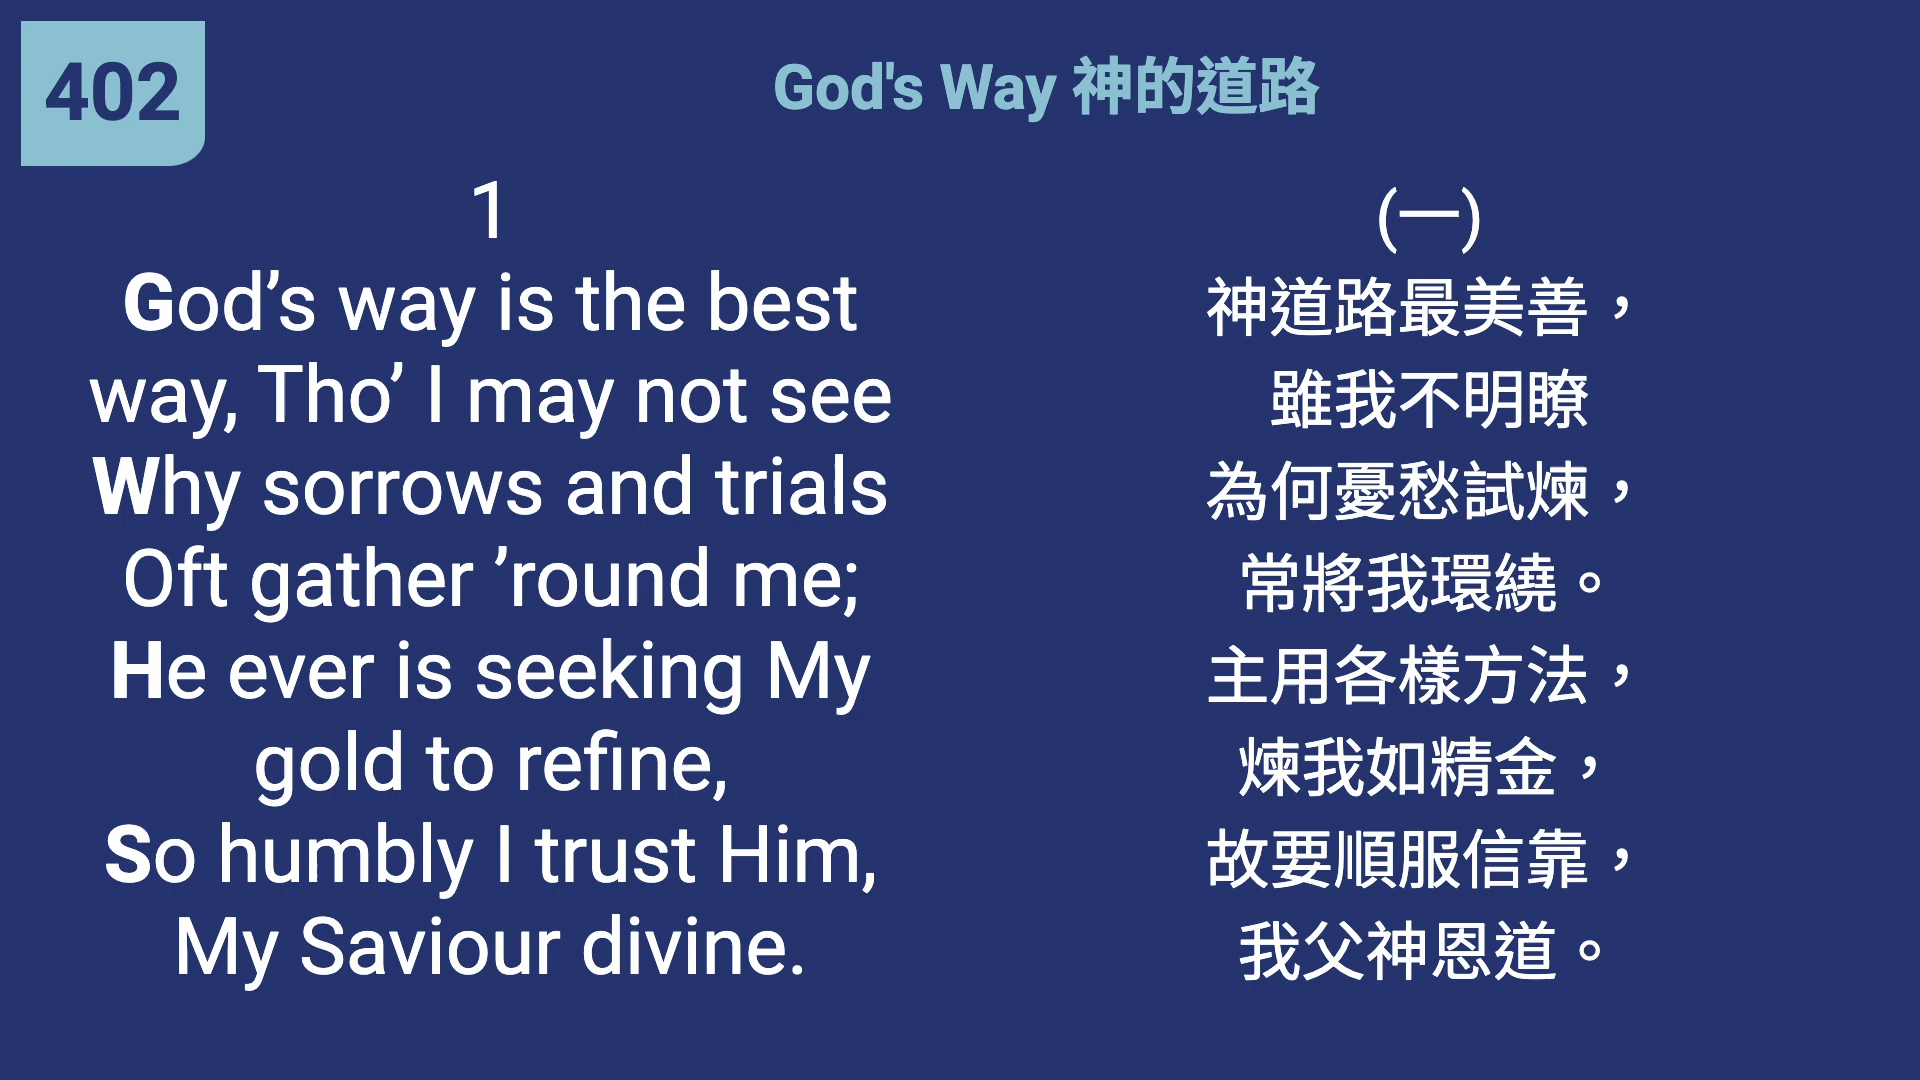 402
God's Way 神的道路
1
God’s way is the best
way, Tho’ I may not see
Why sorrows and trials
Oft gather ’round me;
He ever is seeking My
gold to refine,
So humbly I trust Him,
My Saviour divine.
(一)
神道路最美善，
雖我不明瞭
為何憂愁試煉，
常將我環繞。
主用各樣方法，
煉我如精金，
故要順服信靠，
我父神恩道。